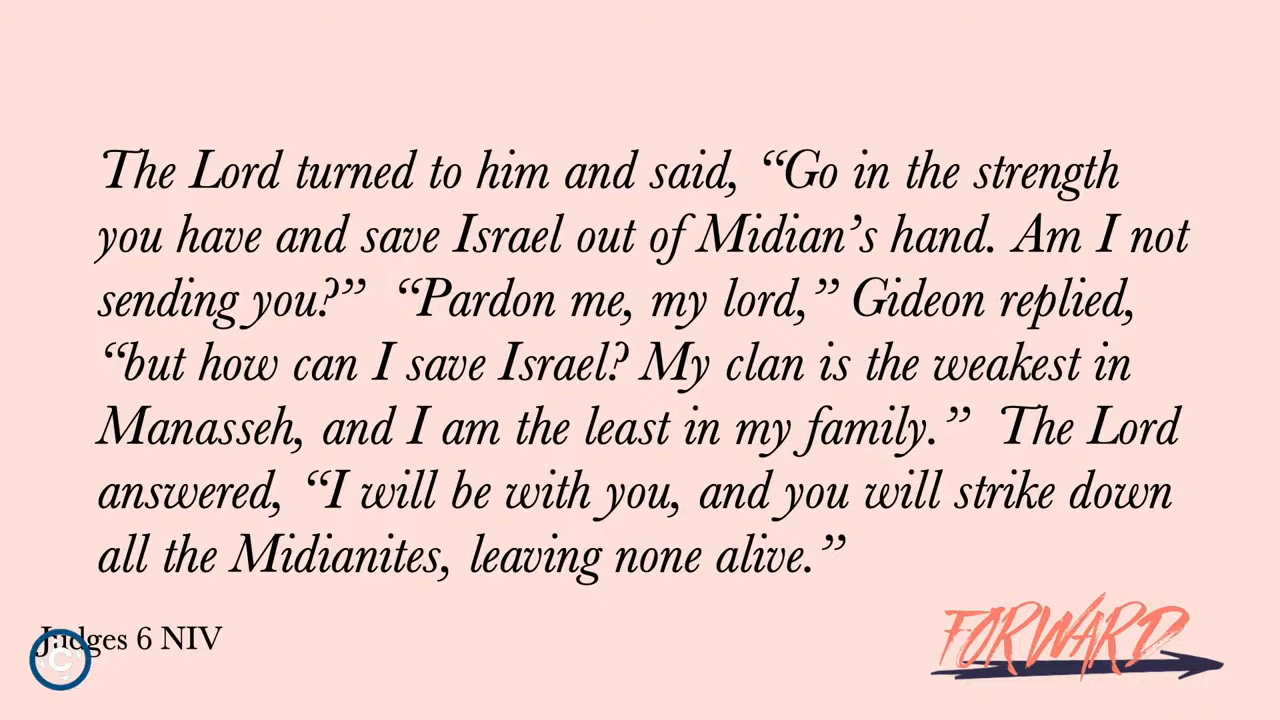 The Lord turned to him and said, “Go in the strength
you have and save Israel out of Midian’s hand. Am I not
sending you?”  “Pardon me, my lord,” Gideon replied,
“but how can I save Israel? My clan is the weakest in
Manasseh, and I am the least in my family.”  The Lord
answered, “I will be with you, and you will strike down
all the Midianites, leaving none alive.”
Judges 6 NIV
C
FORWARD